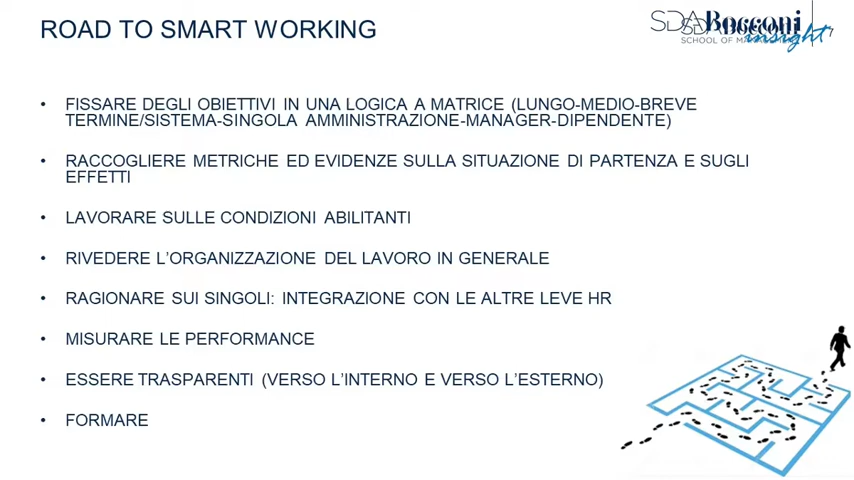 ROAD TO SMART WORKING
SDA Bocconi
SCHOOL OF
insight
• FISSARE DEGLI OBIETTIVI IN UNA LOGICA A MATRICE (LUNGO-MEDIO-BREVE
TERMINE/SISTEMA-SINGOLA AMMINISTRAZIONE-MANAGER-DIPENDENTE)
• RACCOGLIERE METRICHE ED EVIDENZE SULLA SITUAZIONE DI PARTENZA E SUGLI
EFFETTI
• LAVORARE SULLE CONDIZIONI ABILITANTI
• RIVEDERE L’ORGANIZZAZIONE DEL LAVORO IN GENERALE
• RAGIONARE SUI SINGOLI: INTEGRAZIONE CON LE ALTRE LEVE HR
• MISURARE LE PERFORMANCE
• ESSERE TRASPARENTI (VERSO L’INTERNO E VERSO L’ESTERNO)
• FORMARE